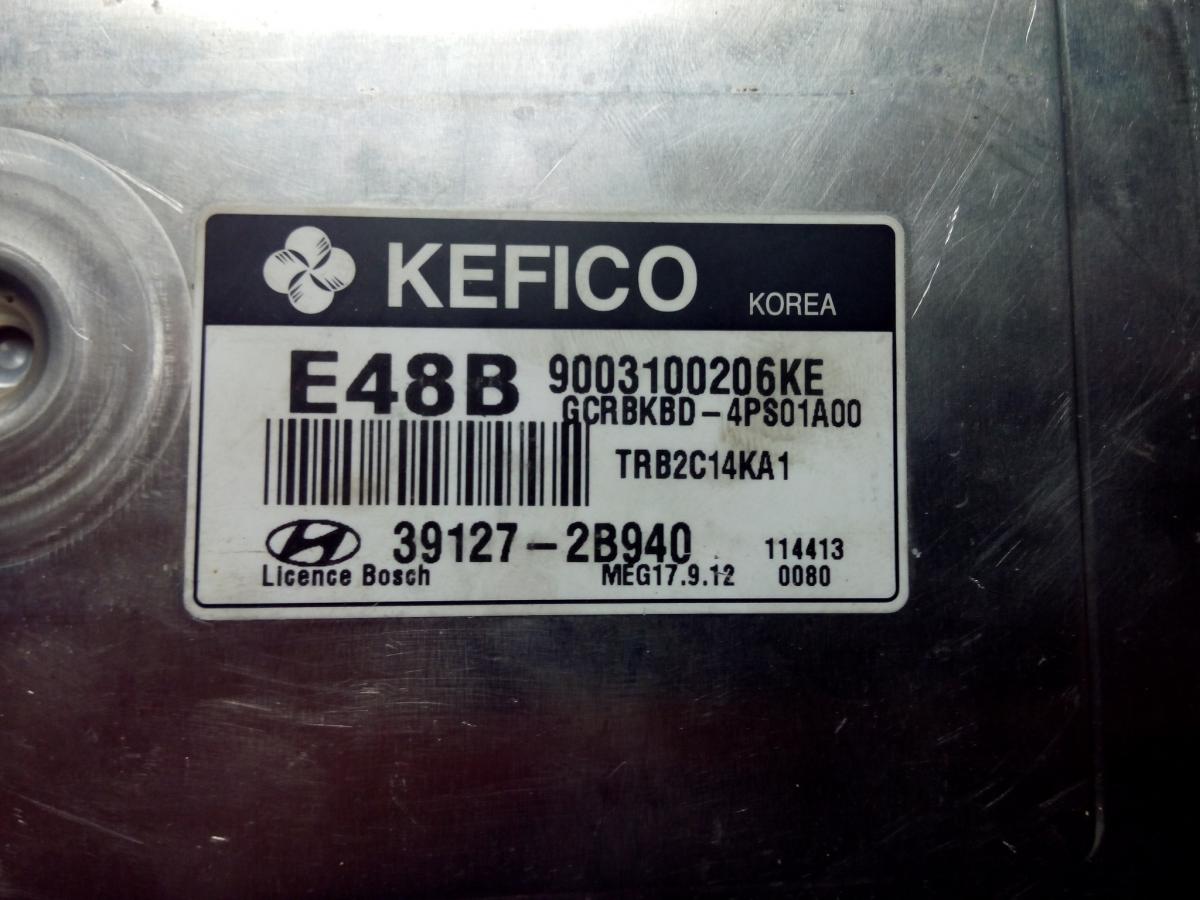 KEFICO KOREA
E48B 9003100206KE
GCRBKBD-4PS01A00
TRB2C14KA1
39127-2B940 114413
Licence Bosch MEG17.9.12 0080